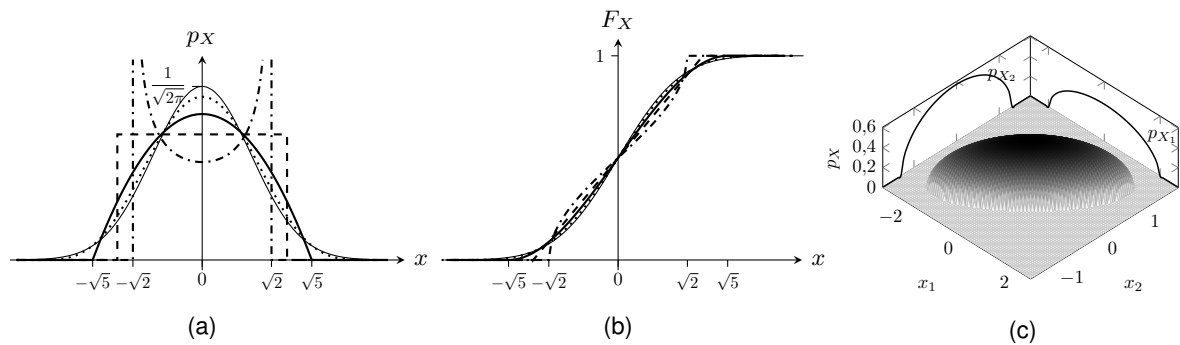 p_X
1/√2π
−√5 −√2 0 √2 √5 x
(a)
F_X
1
−√5 −√2 0 √2 √5 x
(b)
p_{X_2}
p_{X_1}
p_X
0,6
0,4
0,2
0
−2 0 2
x_1
−1 0 1
x_2
(c)